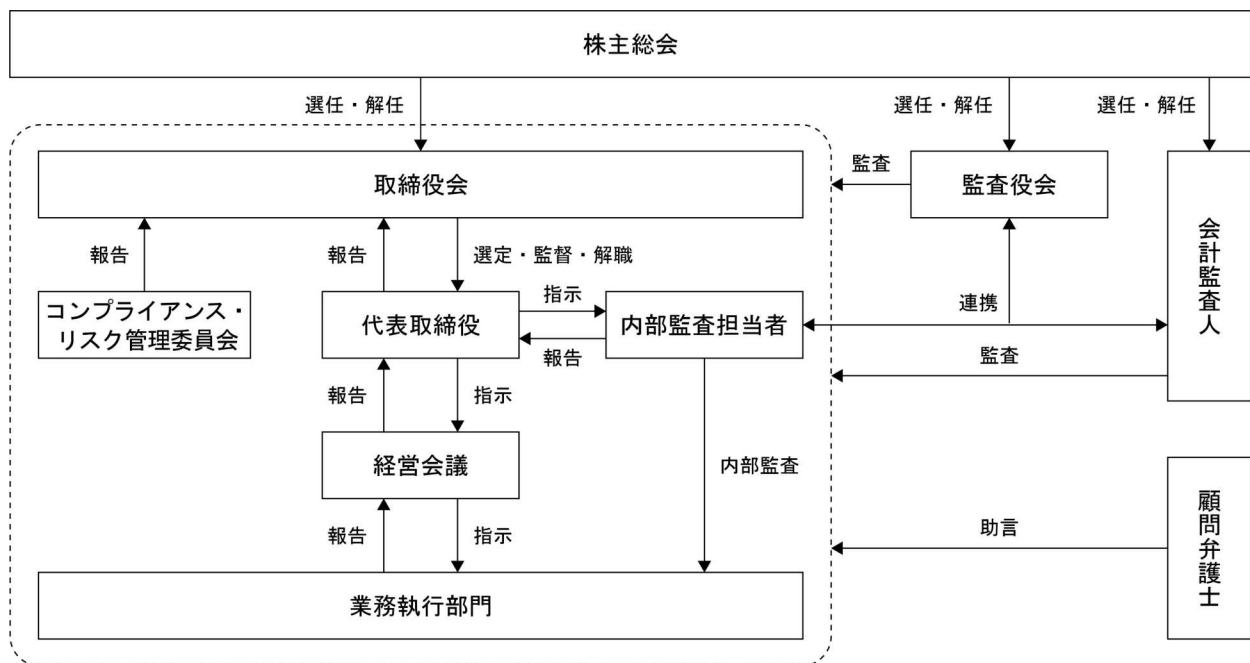 株主総会
選任・解任
選任・解任
選任・解任
取締役会
監査
監査役会
会計監査人
報告
報告
選定・監督・解職
コンプライアンス・
リスク管理委員会
代表取締役
指示
報告
内部監査担当者
連携
監査
報告
指示
経営会議
内部監査
報告
指示
助言
顧問弁護士
業務執行部門